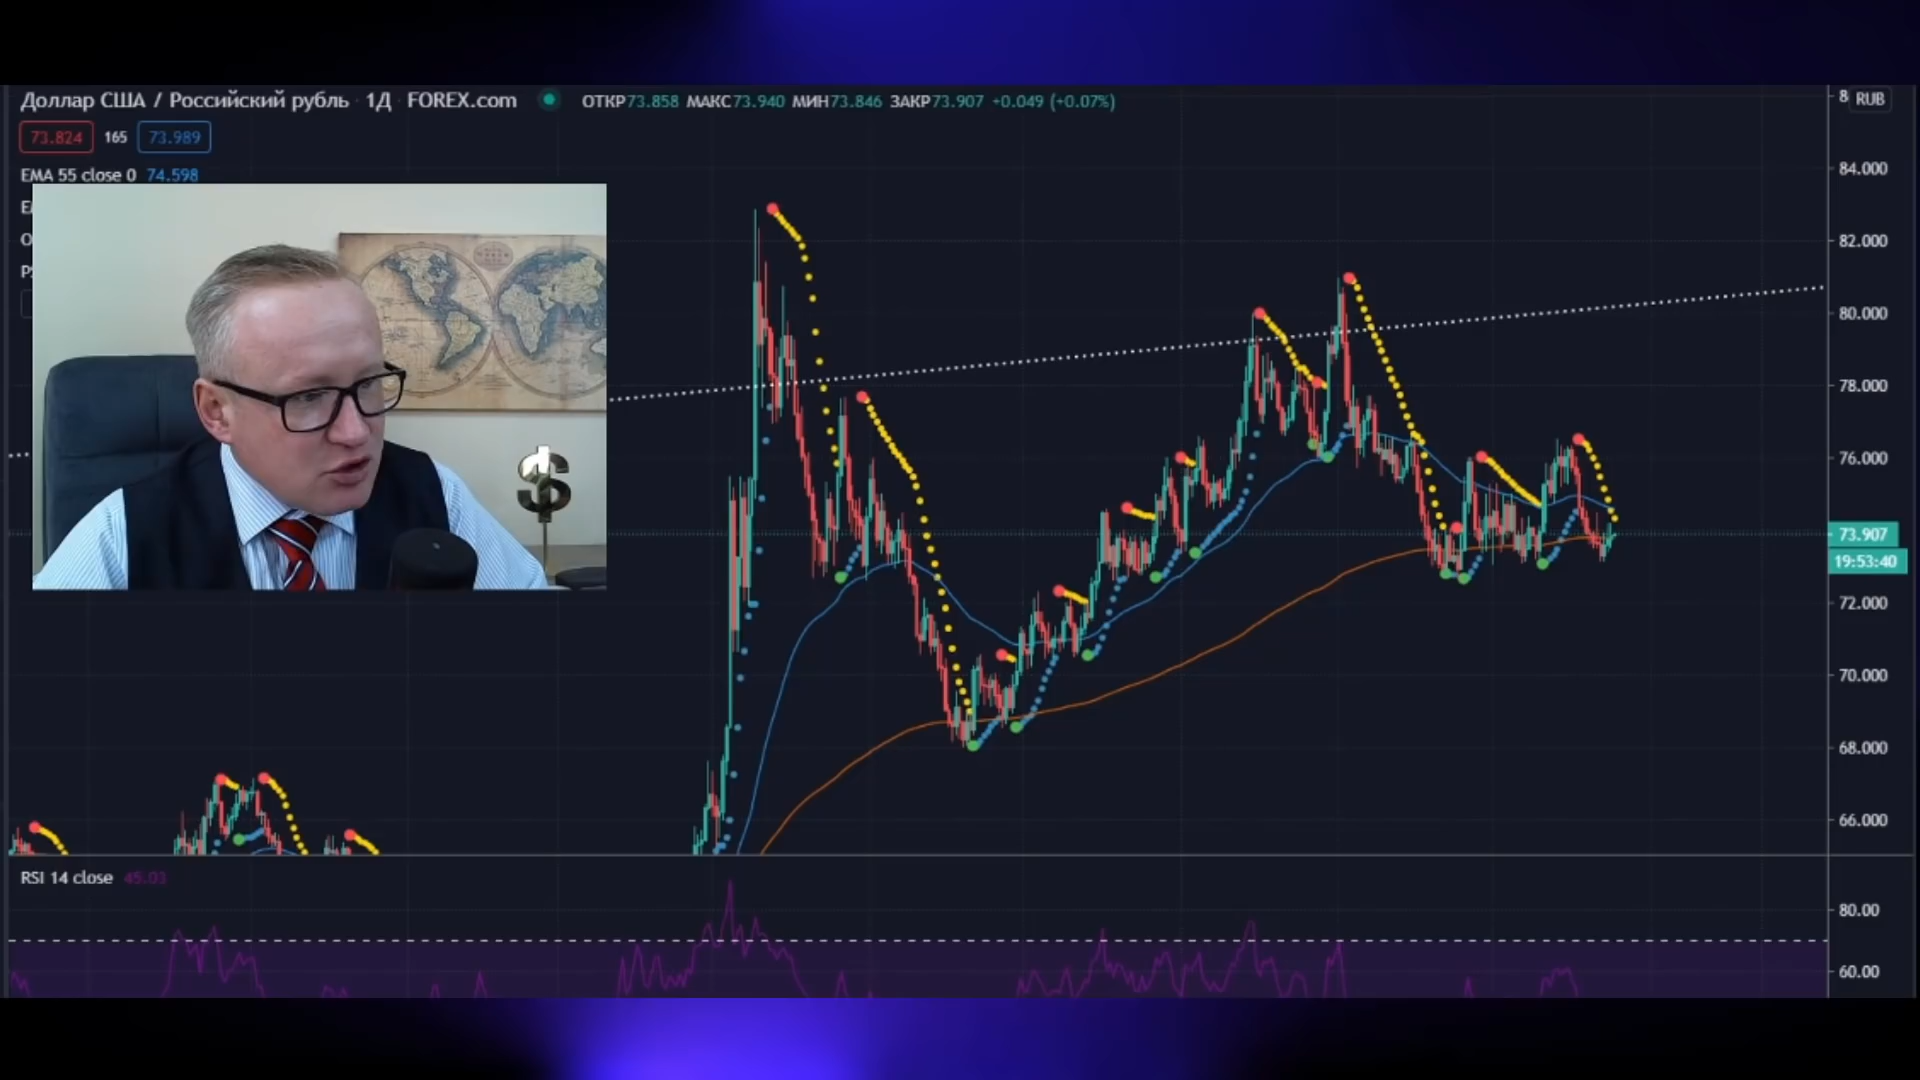 Доллар США / Российский рубль · 1Д · FOREX.com ОТКР73.858 МАКС73.940 МИН73.846 ЗАКР73.907 +0.049 (+0.07%)
73.824 165 73.989
EMA 55 close 0 74.598
RUB
84.000
82.000
80.000
78.000
76.000
73.907
19:53:40
72.000
70.000
68.000
66.000
RSI 14 close 45.03
80.00
60.00